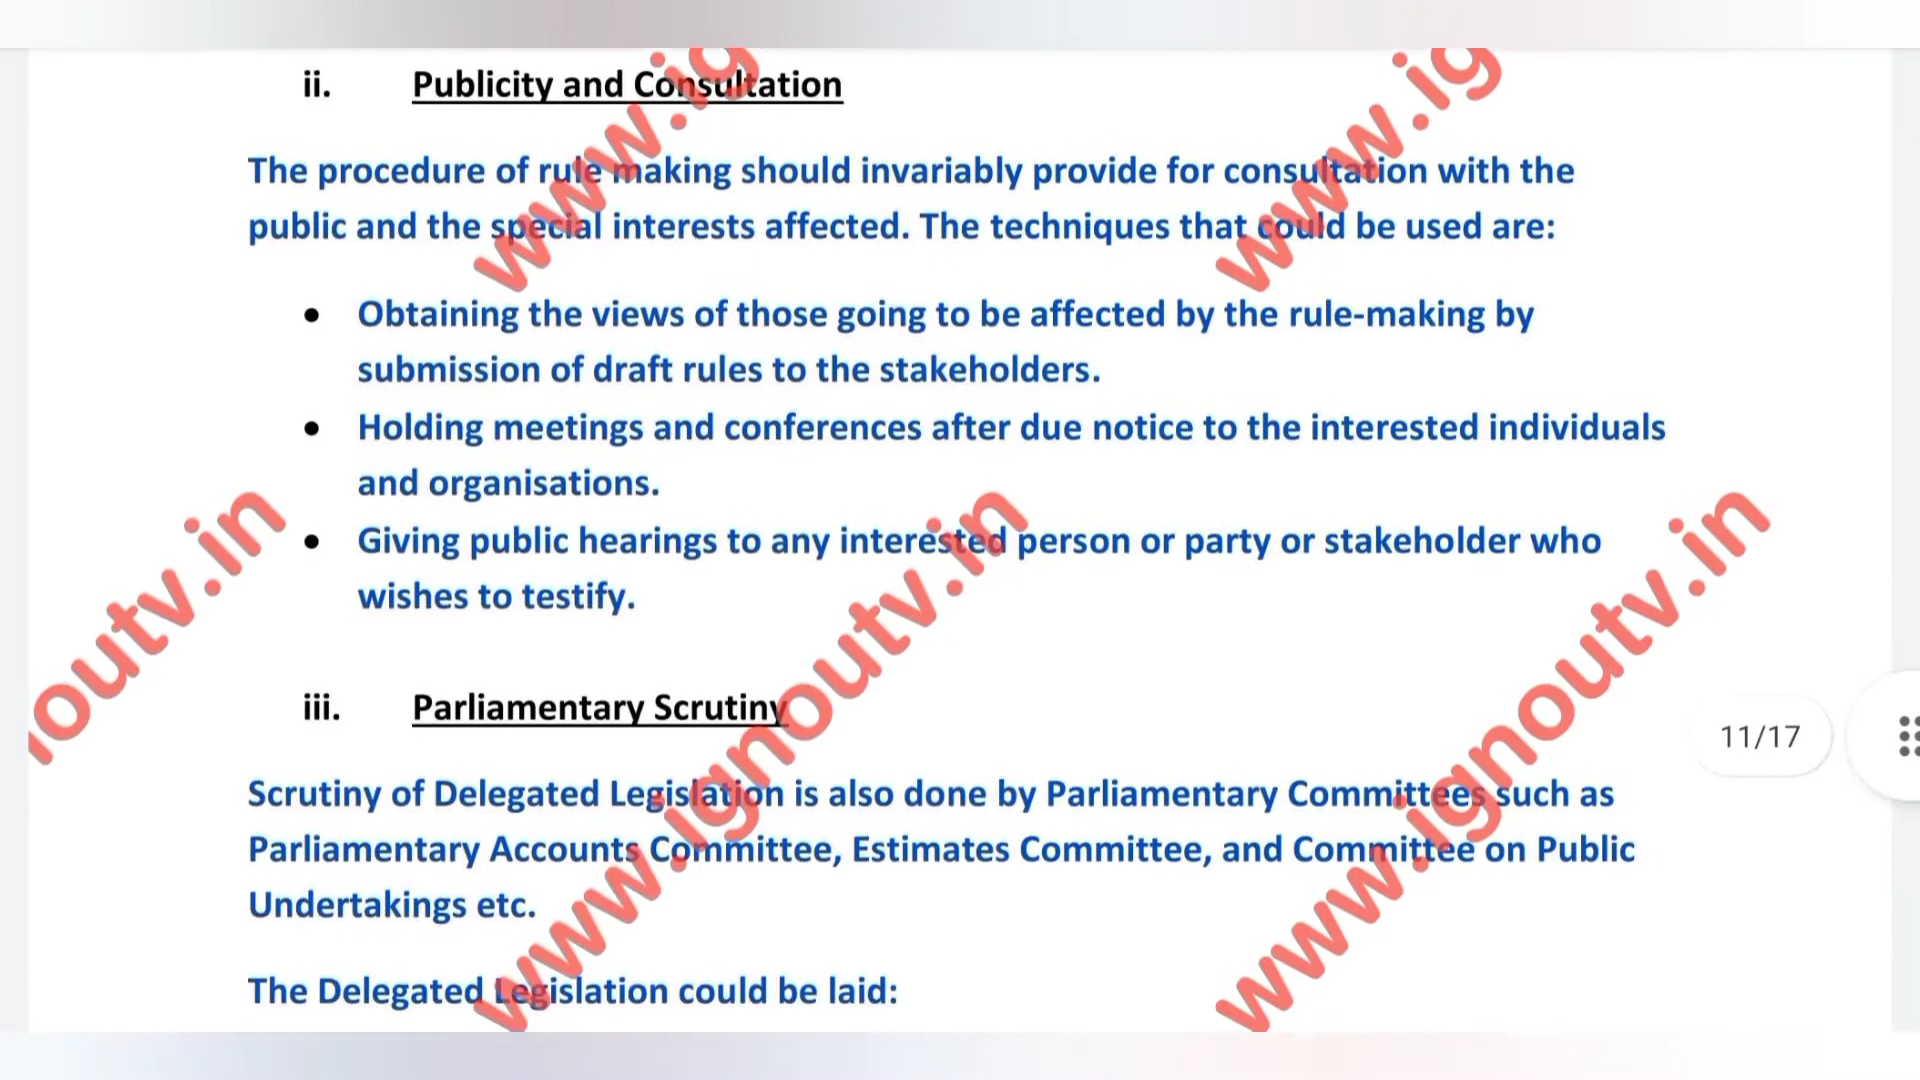 ii. Publicity and Consultation
The procedure of rule making should invariably provide for consultation with the
public and the special interests affected. The techniques that could be used are:
• Obtaining the views of those going to be affected by the rule-making by
submission of draft rules to the stakeholders.
• Holding meetings and conferences after due notice to the interested individuals
and organisations.
• Giving public hearings to any interested person or party or stakeholder who
wishes to testify.
iii. Parliamentary Scrutiny
11/17
Scrutiny of Delegated Legislation is also done by Parliamentary Committees such as
Parliamentary Accounts Committee, Estimates Committee, and Committee on Public
Undertakings etc.
The Delegated Legislation could be laid:
www.ig
www.ig
noutv.in
www.ignoutv.in
www.ignoutv.in